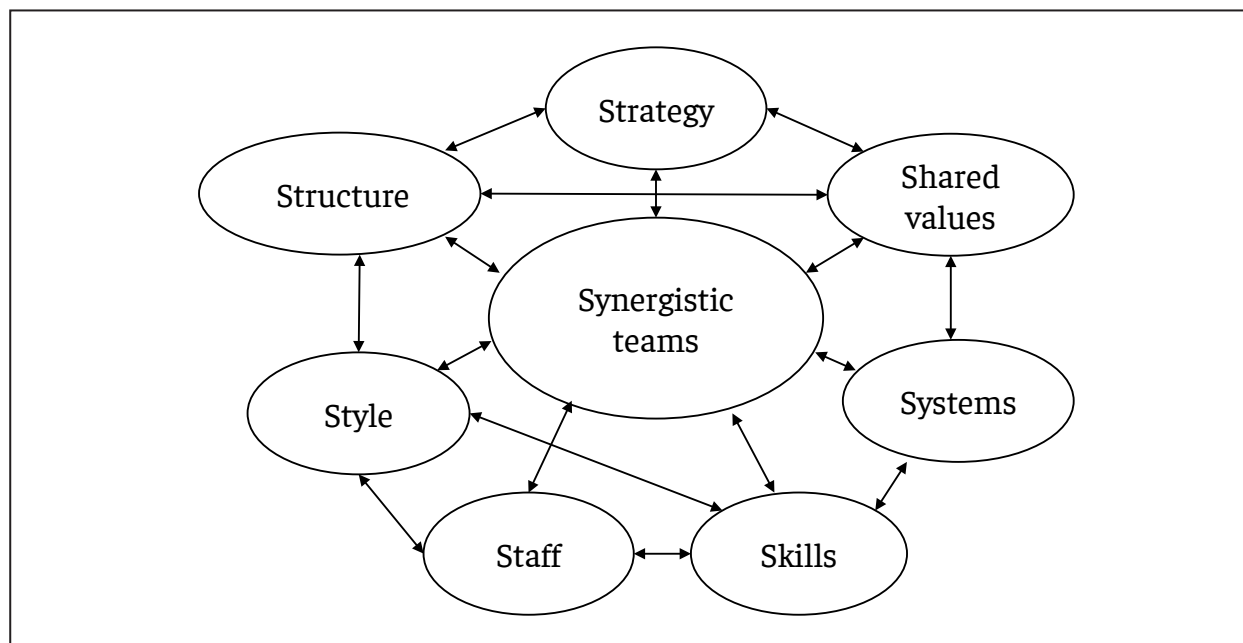 Strategy
Structure
Shared
values
Synergistic
teams
Style
Systems
Staff
Skills